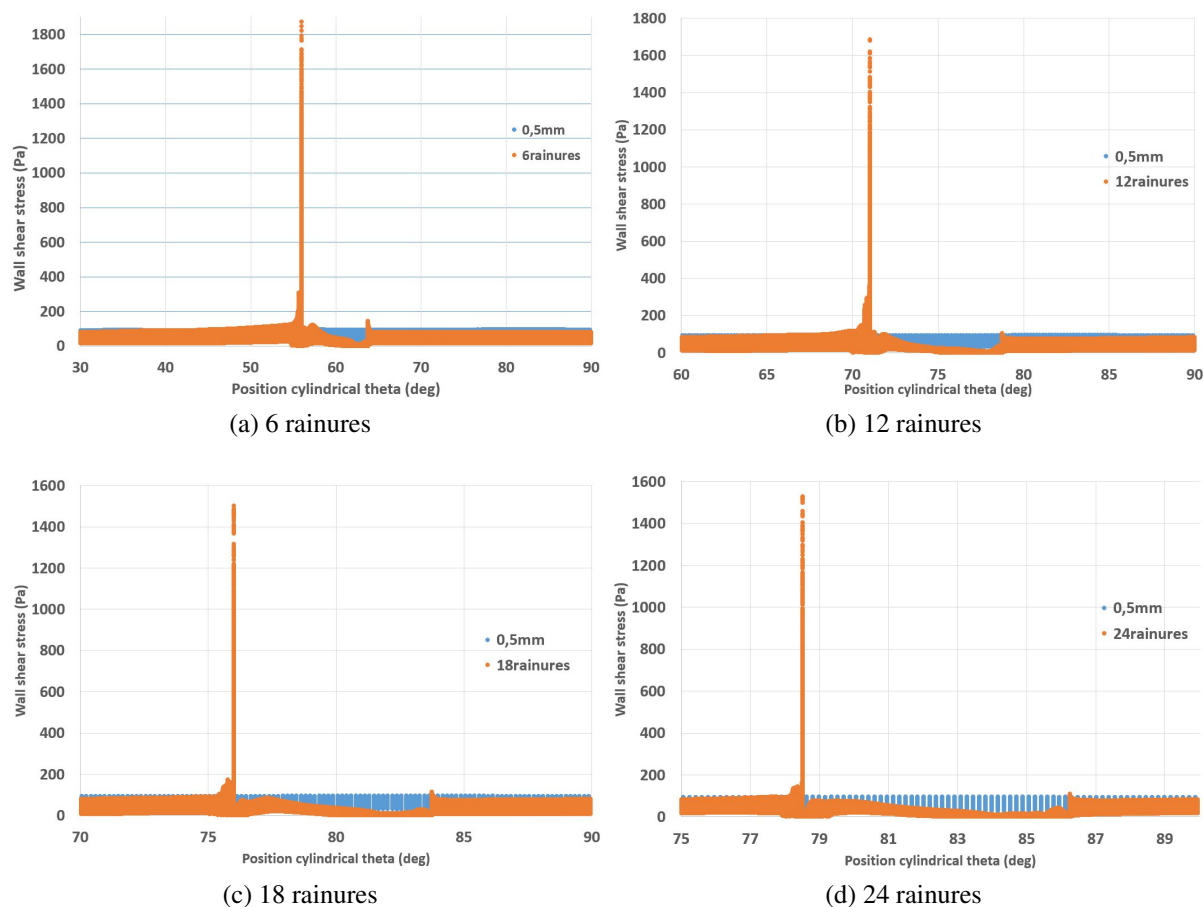 1800
1600
1400
1200
1000
800
600
400
200
0
Wall shear stress (Pa)
0,5mm
6rainures
30 40 50 60 70 80 90
Position cylindrical theta (deg)
(a) 6 rainures
1800
1600
1400
1200
1000
800
600
400
200
0
Wall shear stress (Pa)
0,5mm
12rainures
60 65 70 75 80 85 90
Position cylindrical theta (deg)
(b) 12 rainures
1600
1400
1200
1000
800
600
400
200
0
Wall shear stress (Pa)
0,5mm
18rainures
70 75 80 85 90
Position cylindrical theta (deg)
(c) 18 rainures
1600
1400
1200
1000
800
600
400
200
0
Wall shear stress (Pa)
0,5mm
24rainures
75 77 79 81 83 85 87 89
Position cylindrical theta (deg)
(d) 24 rainures